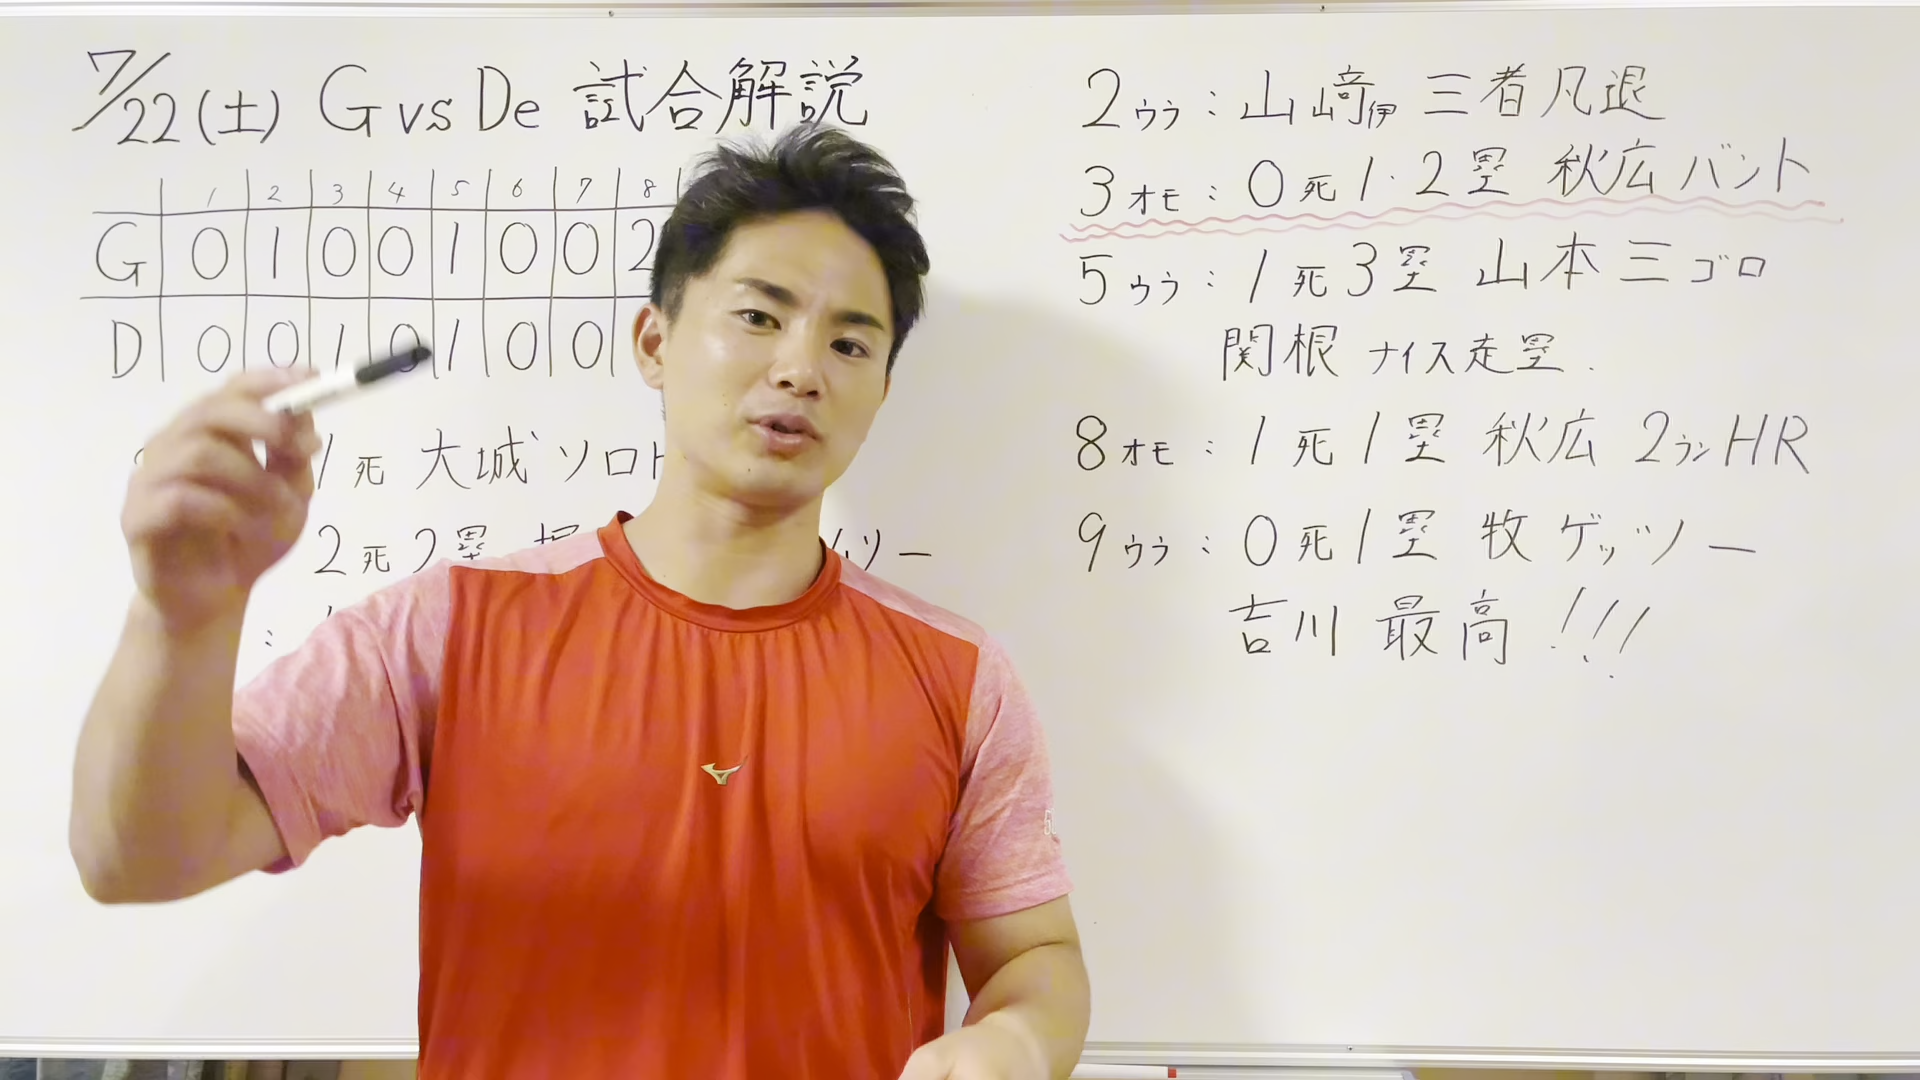 7/22(土) G vs De 試合解説
1 2 3 4 5 6 7 8
G 0 1 0 0 1 0 0 2
D 0 0 1 0 1 0 0
1死 大城 ソロ
2死2塁
2ウラ:山﨑伊 三者凡退
3オモ:0死1・2塁 秋広バント
5ウラ:1死3塁 山本三ゴロ
関根 ナイス走塁.
8オモ:1死1塁 秋広 2ランHR
9ウラ:0死1塁 牧ゲッツー
吉川 最高!!!